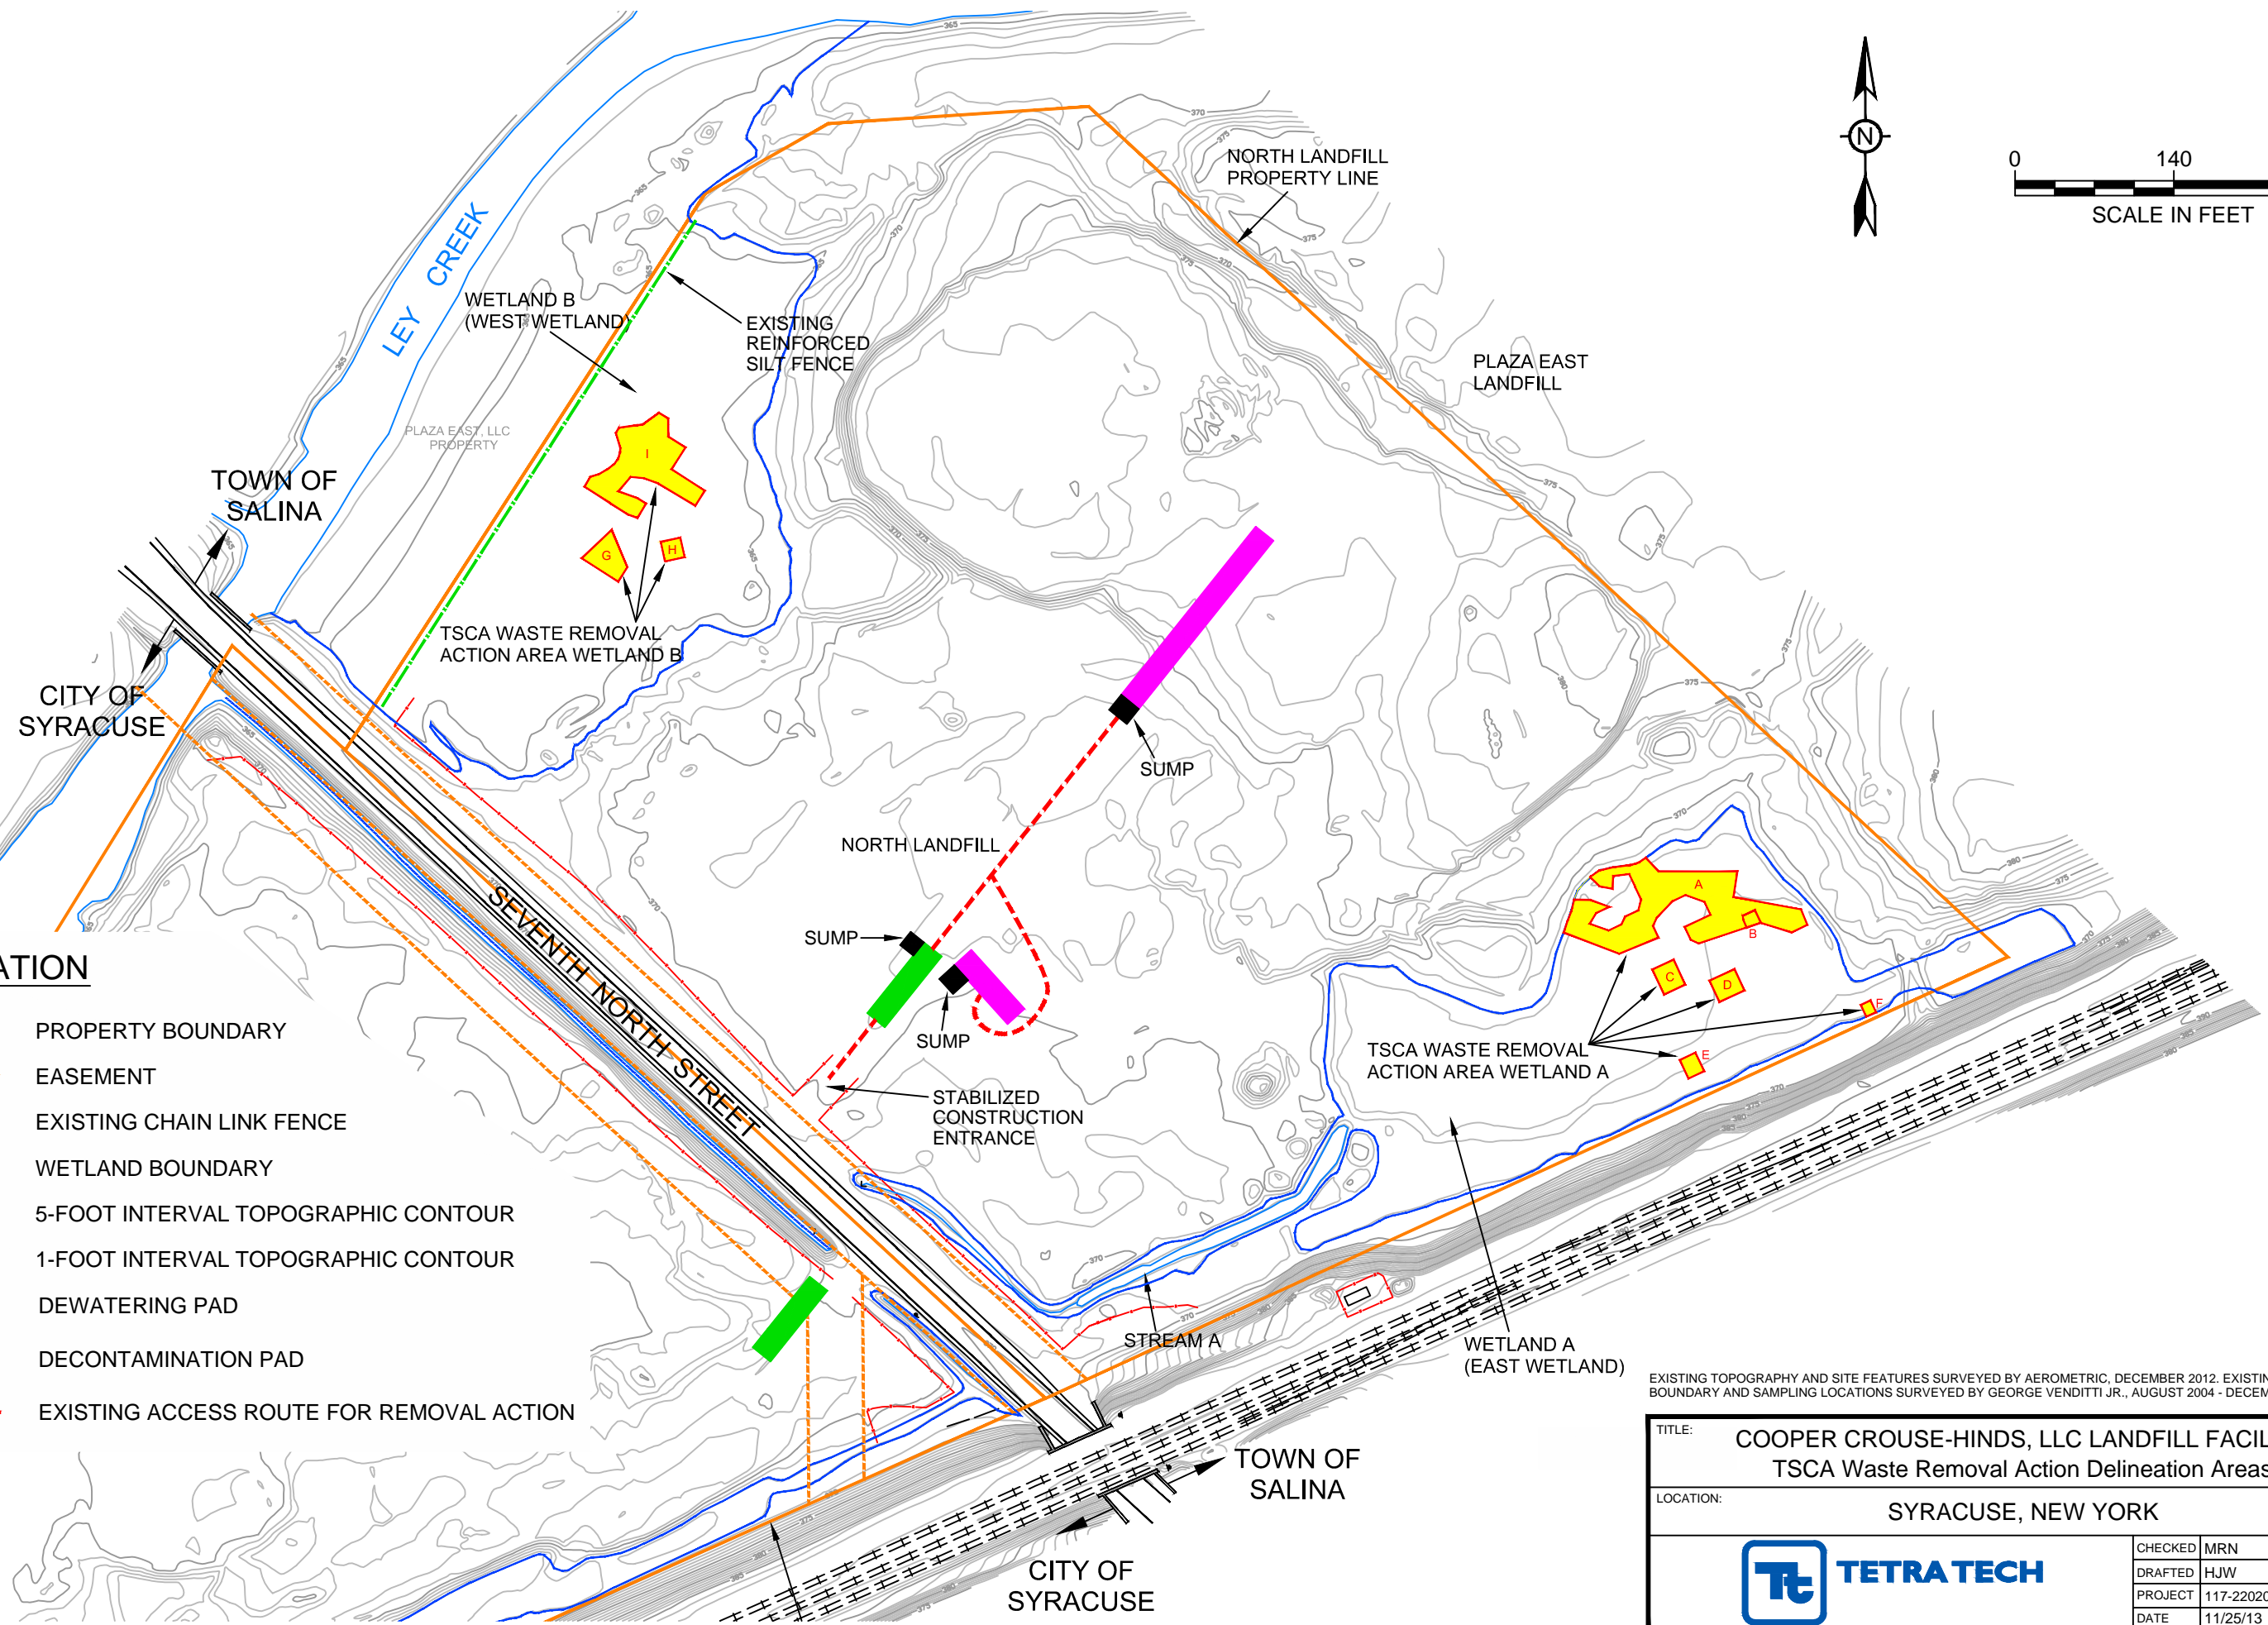 365
370
NORTH LANDFILL
PROPERTY LINE
N
0 140
SCALE IN FEET
375
LEY CREEK
WETLAND B
(WEST WETLAND)
EXISTING
REINFORCED
SILT FENCE
PLAZA EAST
LANDFILL
PLAZA EAST, LLC
PROPERTY
TOWN OF
SALINA
I
G
H
TSCA WASTE REMOVAL
ACTION AREA WETLAND B
CITY OF
SYRACUSE
SUMP
NORTH LANDFILL
SEVENTH NORTH STREET
SUMP
SUMP
A
B
C
D
E
F
TSCA WASTE REMOVAL
ACTION AREA WETLAND A
STABILIZED
CONSTRUCTION
ENTRANCE
ATION
PROPERTY BOUNDARY
EASEMENT
EXISTING CHAIN LINK FENCE
WETLAND BOUNDARY
5-FOOT INTERVAL TOPOGRAPHIC CONTOUR
1-FOOT INTERVAL TOPOGRAPHIC CONTOUR
DEWATERING PAD
DECONTAMINATION PAD
EXISTING ACCESS ROUTE FOR REMOVAL ACTION
STREAM A
WETLAND A
(EAST WETLAND)
TOWN OF
SALINA
CITY OF
SYRACUSE
EXISTING TOPOGRAPHY AND SITE FEATURES SURVEYED BY AEROMETRIC, DECEMBER 2012. EXISTIN
BOUNDARY AND SAMPLING LOCATIONS SURVEYED BY GEORGE VENDITTI JR., AUGUST 2004 - DECEM
TITLE:
COOPER CROUSE-HINDS, LLC LANDFILL FACIL
TSCA Waste Removal Action Delineation Areas
LOCATION:
SYRACUSE, NEW YORK
Tt TETRA TECH
CHECKED MRN
DRAFTED HJW
PROJECT 117-22020
DATE 11/25/13